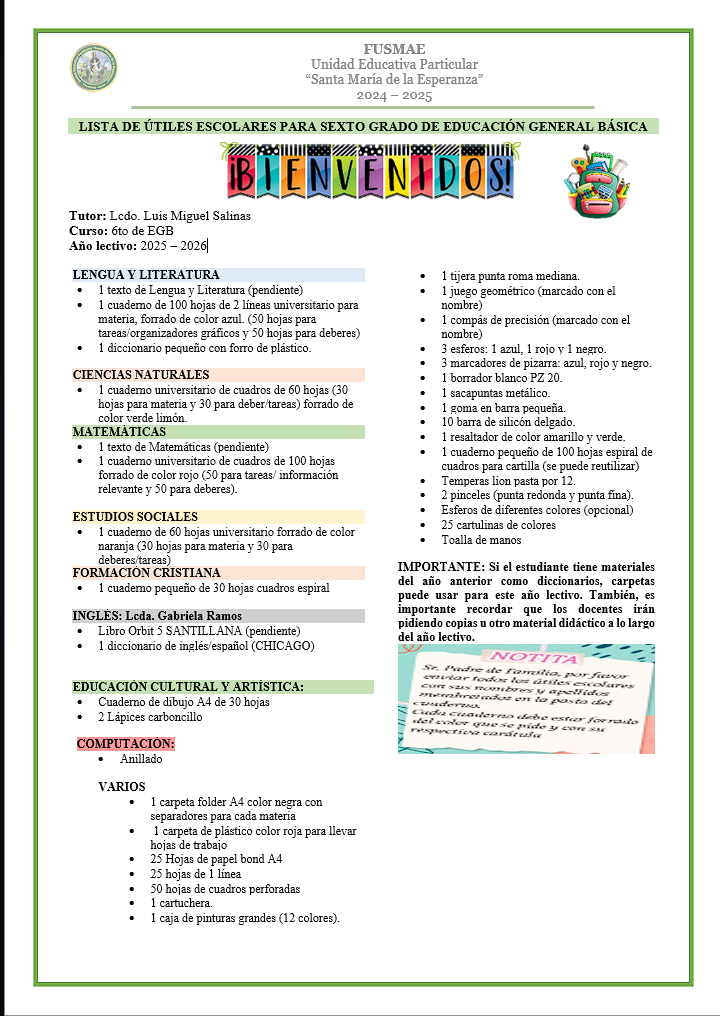 FUSMAE
Unidad Educativa Particular
“Santa María de la Esperanza”
2024 – 2025
LISTA DE ÚTILES ESCOLARES PARA SEXTO GRADO DE EDUCACIÓN GENERAL BÁSICA
¡BIENVENIDOS!
Tutor: Lcdo. Luis Miguel Salinas
Curso: 6to de EGB
Año lectivo: 2025 – 2026
LENGUA Y LITERATURA
• 1 texto de Lengua y Literatura (pendiente)
• 1 cuaderno de 100 hojas de 2 líneas universitario para
materia, forrado de color azul. (50 hojas para
tareas/organizadores gráficos y 50 hojas para deberes)
• 1 diccionario pequeño con forro de plástico.
CIENCIAS NATURALES
• 1 cuaderno universitario de cuadros de 60 hojas (30
hojas para materia y 30 para deber/tareas) forrado de
color verde limón.
MATEMÁTICAS
• 1 texto de Matemáticas (pendiente)
• 1 cuaderno universitario de cuadros de 100 hojas
forrado de color rojo (50 para tareas/ información
relevante y 50 para deberes).
ESTUDIOS SOCIALES
• 1 cuaderno de 60 hojas universitario forrado de color
naranja (30 hojas para materia y 30 para
deberes/tareas)
FORMACIÓN CRISTIANA
• 1 cuaderno pequeño de 30 hojas cuadros espiral
INGLÉS: Lcda. Gabriela Ramos
• Libro Orbit 5 SANTILLANA (pendiente)
• 1 diccionario de inglés/español (CHICAGO)
EDUCACIÓN CULTURAL Y ARTÍSTICA:
• Cuaderno de dibujo A4 de 30 hojas
• 2 Lápices carboncillo
COMPUTACIÓN:
• Anillado
VARIOS
• 1 carpeta folder A4 color negra con
separadores para cada materia
• 1 carpeta de plástico color roja para llevar
hojas de trabajo
• 25 Hojas de papel bond A4
• 25 hojas de 1 línea
• 50 hojas de cuadros perforadas
• 1 cartuchera.
• 1 caja de pinturas grandes (12 colores).
• 1 tijera punta roma mediana.
• 1 juego geométrico (marcado con el
nombre)
• 1 compás de precisión (marcado con el
nombre)
• 3 esferos: 1 azul, 1 rojo y 1 negro.
• 3 marcadores de pizarra: azul, rojo y negro.
• 1 borrador blanco PZ 20.
• 1 sacapuntas metálico.
• 1 goma en barra pequeña.
• 10 barra de silicón delgado.
• 1 resaltador de color amarillo y verde.
• 1 cuaderno pequeño de 100 hojas espiral de
cuadros para cartilla (se puede reutilizar)
• Temperas lion pasta por 12.
• 2 pinceles (punta redonda y punta fina).
• Esferos de diferentes colores (opcional)
• 25 cartulinas de colores
• Toalla de manos
IMPORTANTE: Si el estudiante tiene materiales
del año anterior como diccionarios, carpetas
puede usar para este año lectivo. También, es
importante recordar que los docentes irán
pidiendo copias u otro material didáctico a lo largo
del año lectivo.
NOTITA
Sr. Padre de Familia, por favor
enviar todos los útiles escolares
con sus nombres y apellidos
nombrelreados en la pasta del
cuaderno.
Cada cuaderno debe estar forrado
del color que se pide y con su
respectiva carátula